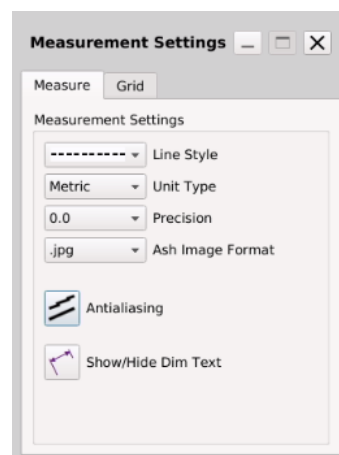 Measurement Settings
Measure Grid
Measurement Settings
Line Style
Metric Unit Type
0.0 Precision
.jpg Ash Image Format
Antialiasing
Show/Hide Dim Text